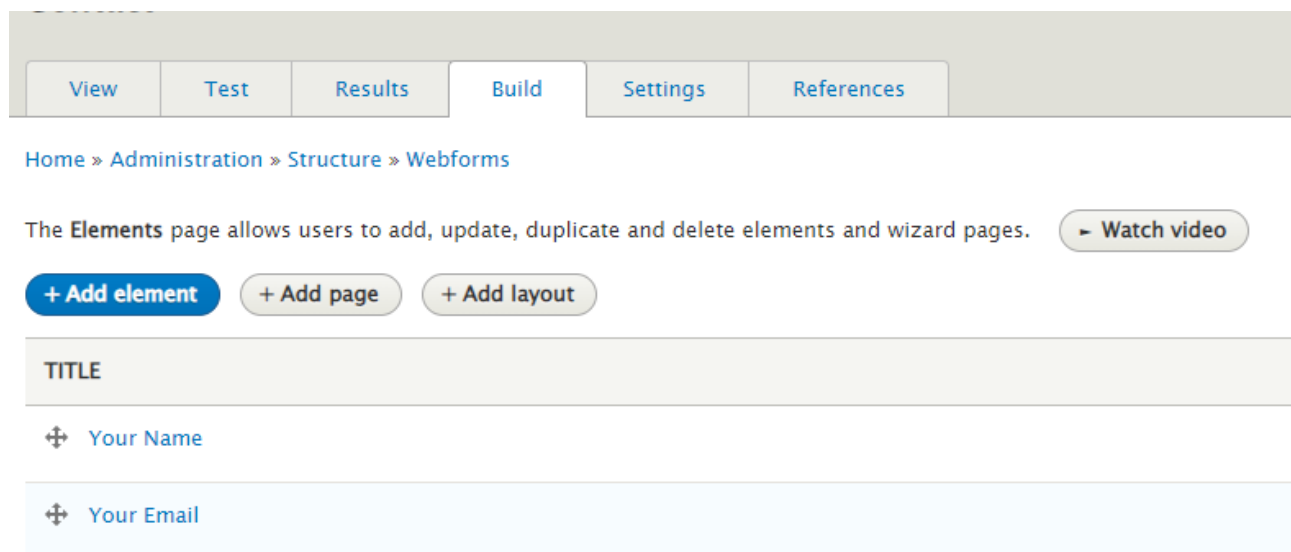 View Test Results Build Settings References
Home » Administration » Structure » Webforms
The Elements page allows users to add, update, duplicate and delete elements and wizard pages. ► Watch video
+ Add element + Add page + Add layout
TITLE
Your Name
Your Email